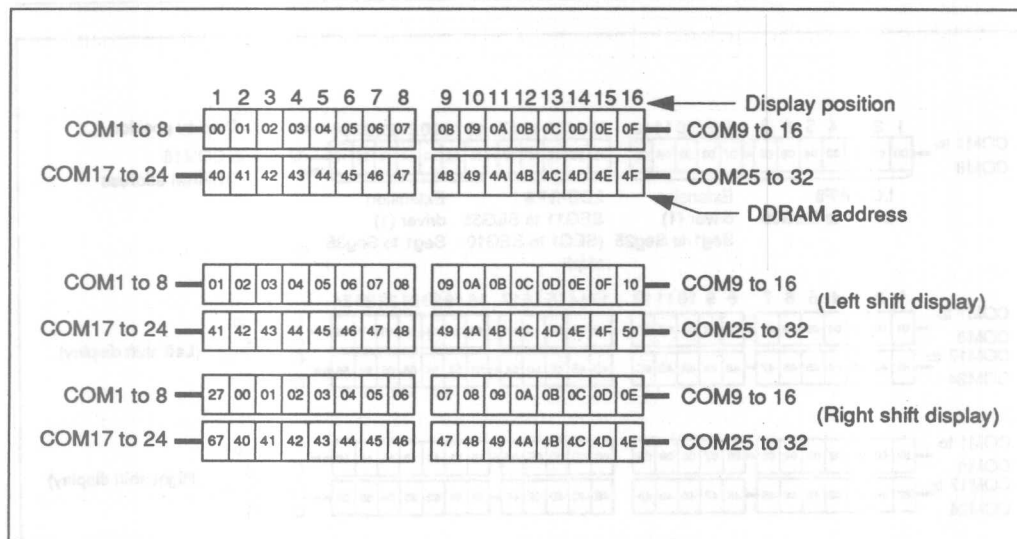 1 2 3 4 5 6 7 8 9 10 11 12 13 14 15 16 Display position
COM1 to 8 00 01 02 03 04 05 06 07 08 09 0A 0B 0C 0D 0E 0F COM9 to 16
COM17 to 24 40 41 42 43 44 45 46 47 48 49 4A 4B 4C 4D 4E 4F COM25 to 32
DDRAM address
COM1 to 8 01 02 03 04 05 06 07 08 09 0A 0B 0C 0D 0E 0F 10 COM9 to 16
(Left shift display)
COM17 to 24 41 42 43 44 45 46 47 48 49 4A 4B 4C 4D 4E 4F 50 COM25 to 32
COM1 to 8 27 00 01 02 03 04 05 06 07 08 09 0A 0B 0C 0D 0E COM9 to 16
(Right shift display)
COM17 to 24 67 40 41 42 43 44 45 46 47 48 49 4A 4B 4C 4D 4E COM25 to 32